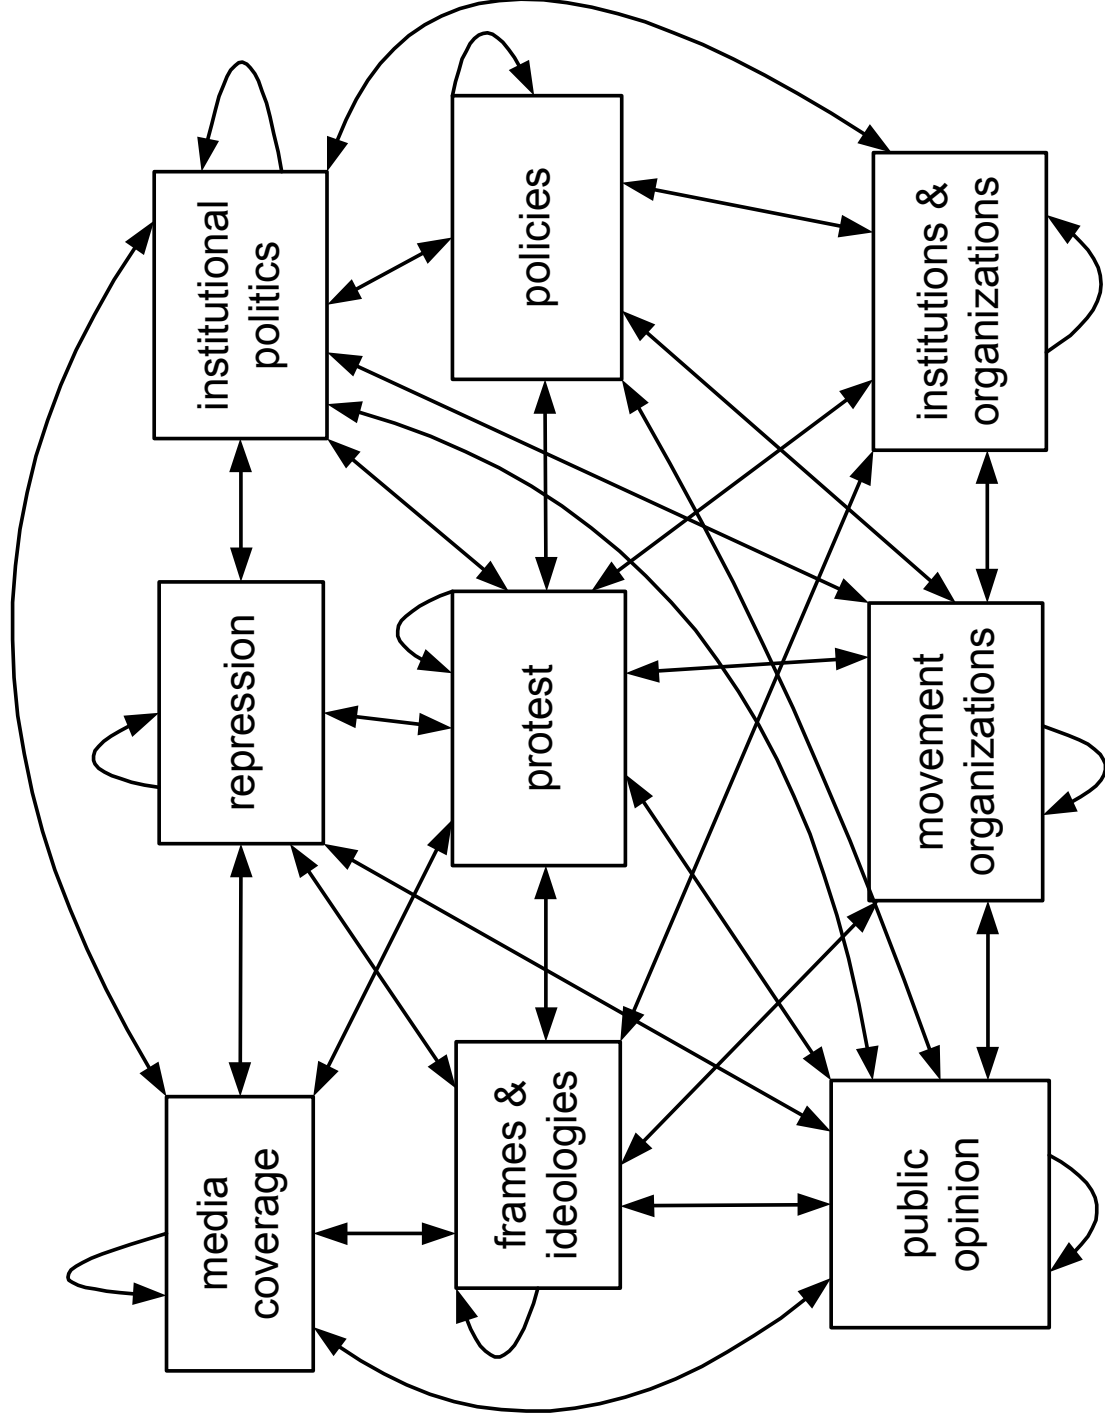 media
coverage
repression
institutional
politics
frames &
ideologies
protest
policies
public
opinion
movement
organizations
institutions &
organizations